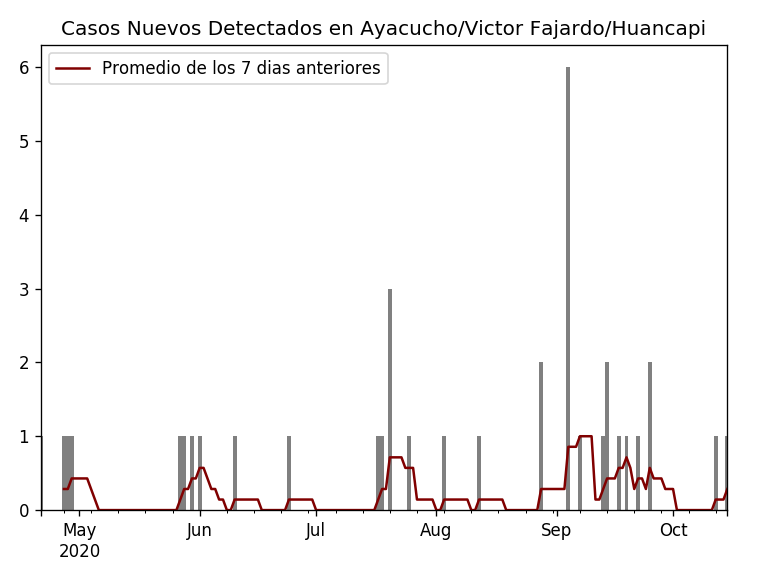 Casos Nuevos Detectados en Ayacucho/Victor Fajardo/Huancapi
Promedio de los 7 dias anteriores
6
5
4
3
2
1
0
May Jun Jul Aug Sep Oct
2020